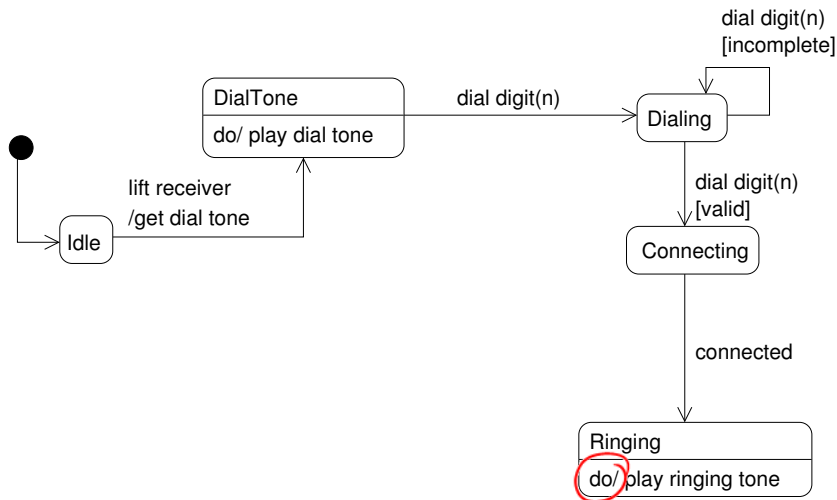 dial digit(n)
[incomplete]
DialTone
do/ play dial tone
dial digit(n)
Dialing
lift receiver
/get dial tone
Idle
dial digit(n)
[valid]
Connecting
connected
Ringing
do/ play ringing tone